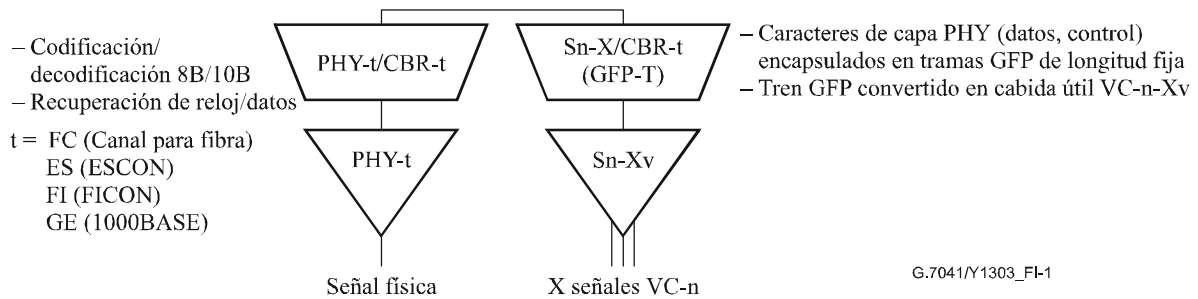 – Codificación/
decodificación 8B/10B
– Recuperación de reloj/datos
t = FC (Canal para fibra)
ES (ESCON)
FI (FICON)
GE (1000BASE)
PHY-t/CBR-t
PHY-t
Señal física
Sn-X/CBR-t
(GFP-T)
Sn-Xv
X señales VC-n
– Caracteres de capa PHY (datos, control)
encapsulados en tramas GFP de longitud fija
– Tren GFP convertido en cabida útil VC-n-Xv
G.7041/Y1303_FI-1